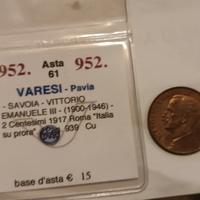 952. Asta 952.
61
VARESI - Pavia
- SAVOIA - VITTORIO
EMANUELE III - (1900-1946) -
2 Centesimi 1917 Roma "Italia
su prora" 939 Cu
base d'asta € 15